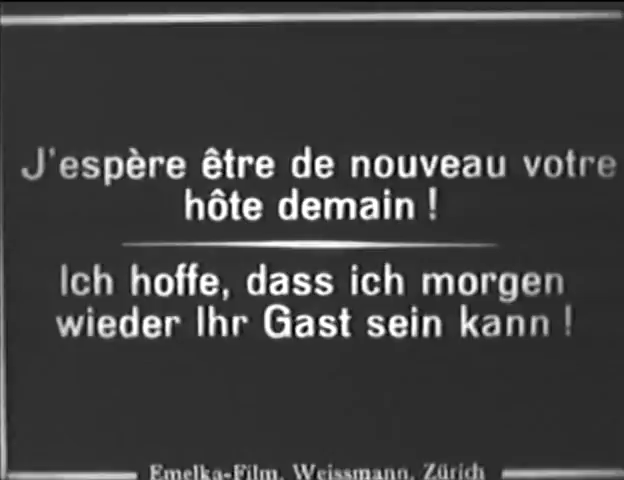 J'espère être de nouveau votre
hôte demain !
Ich hoffe, dass ich morgen
wieder Ihr Gast sein kann !
Emelka-Film, Weissmann, Zürich